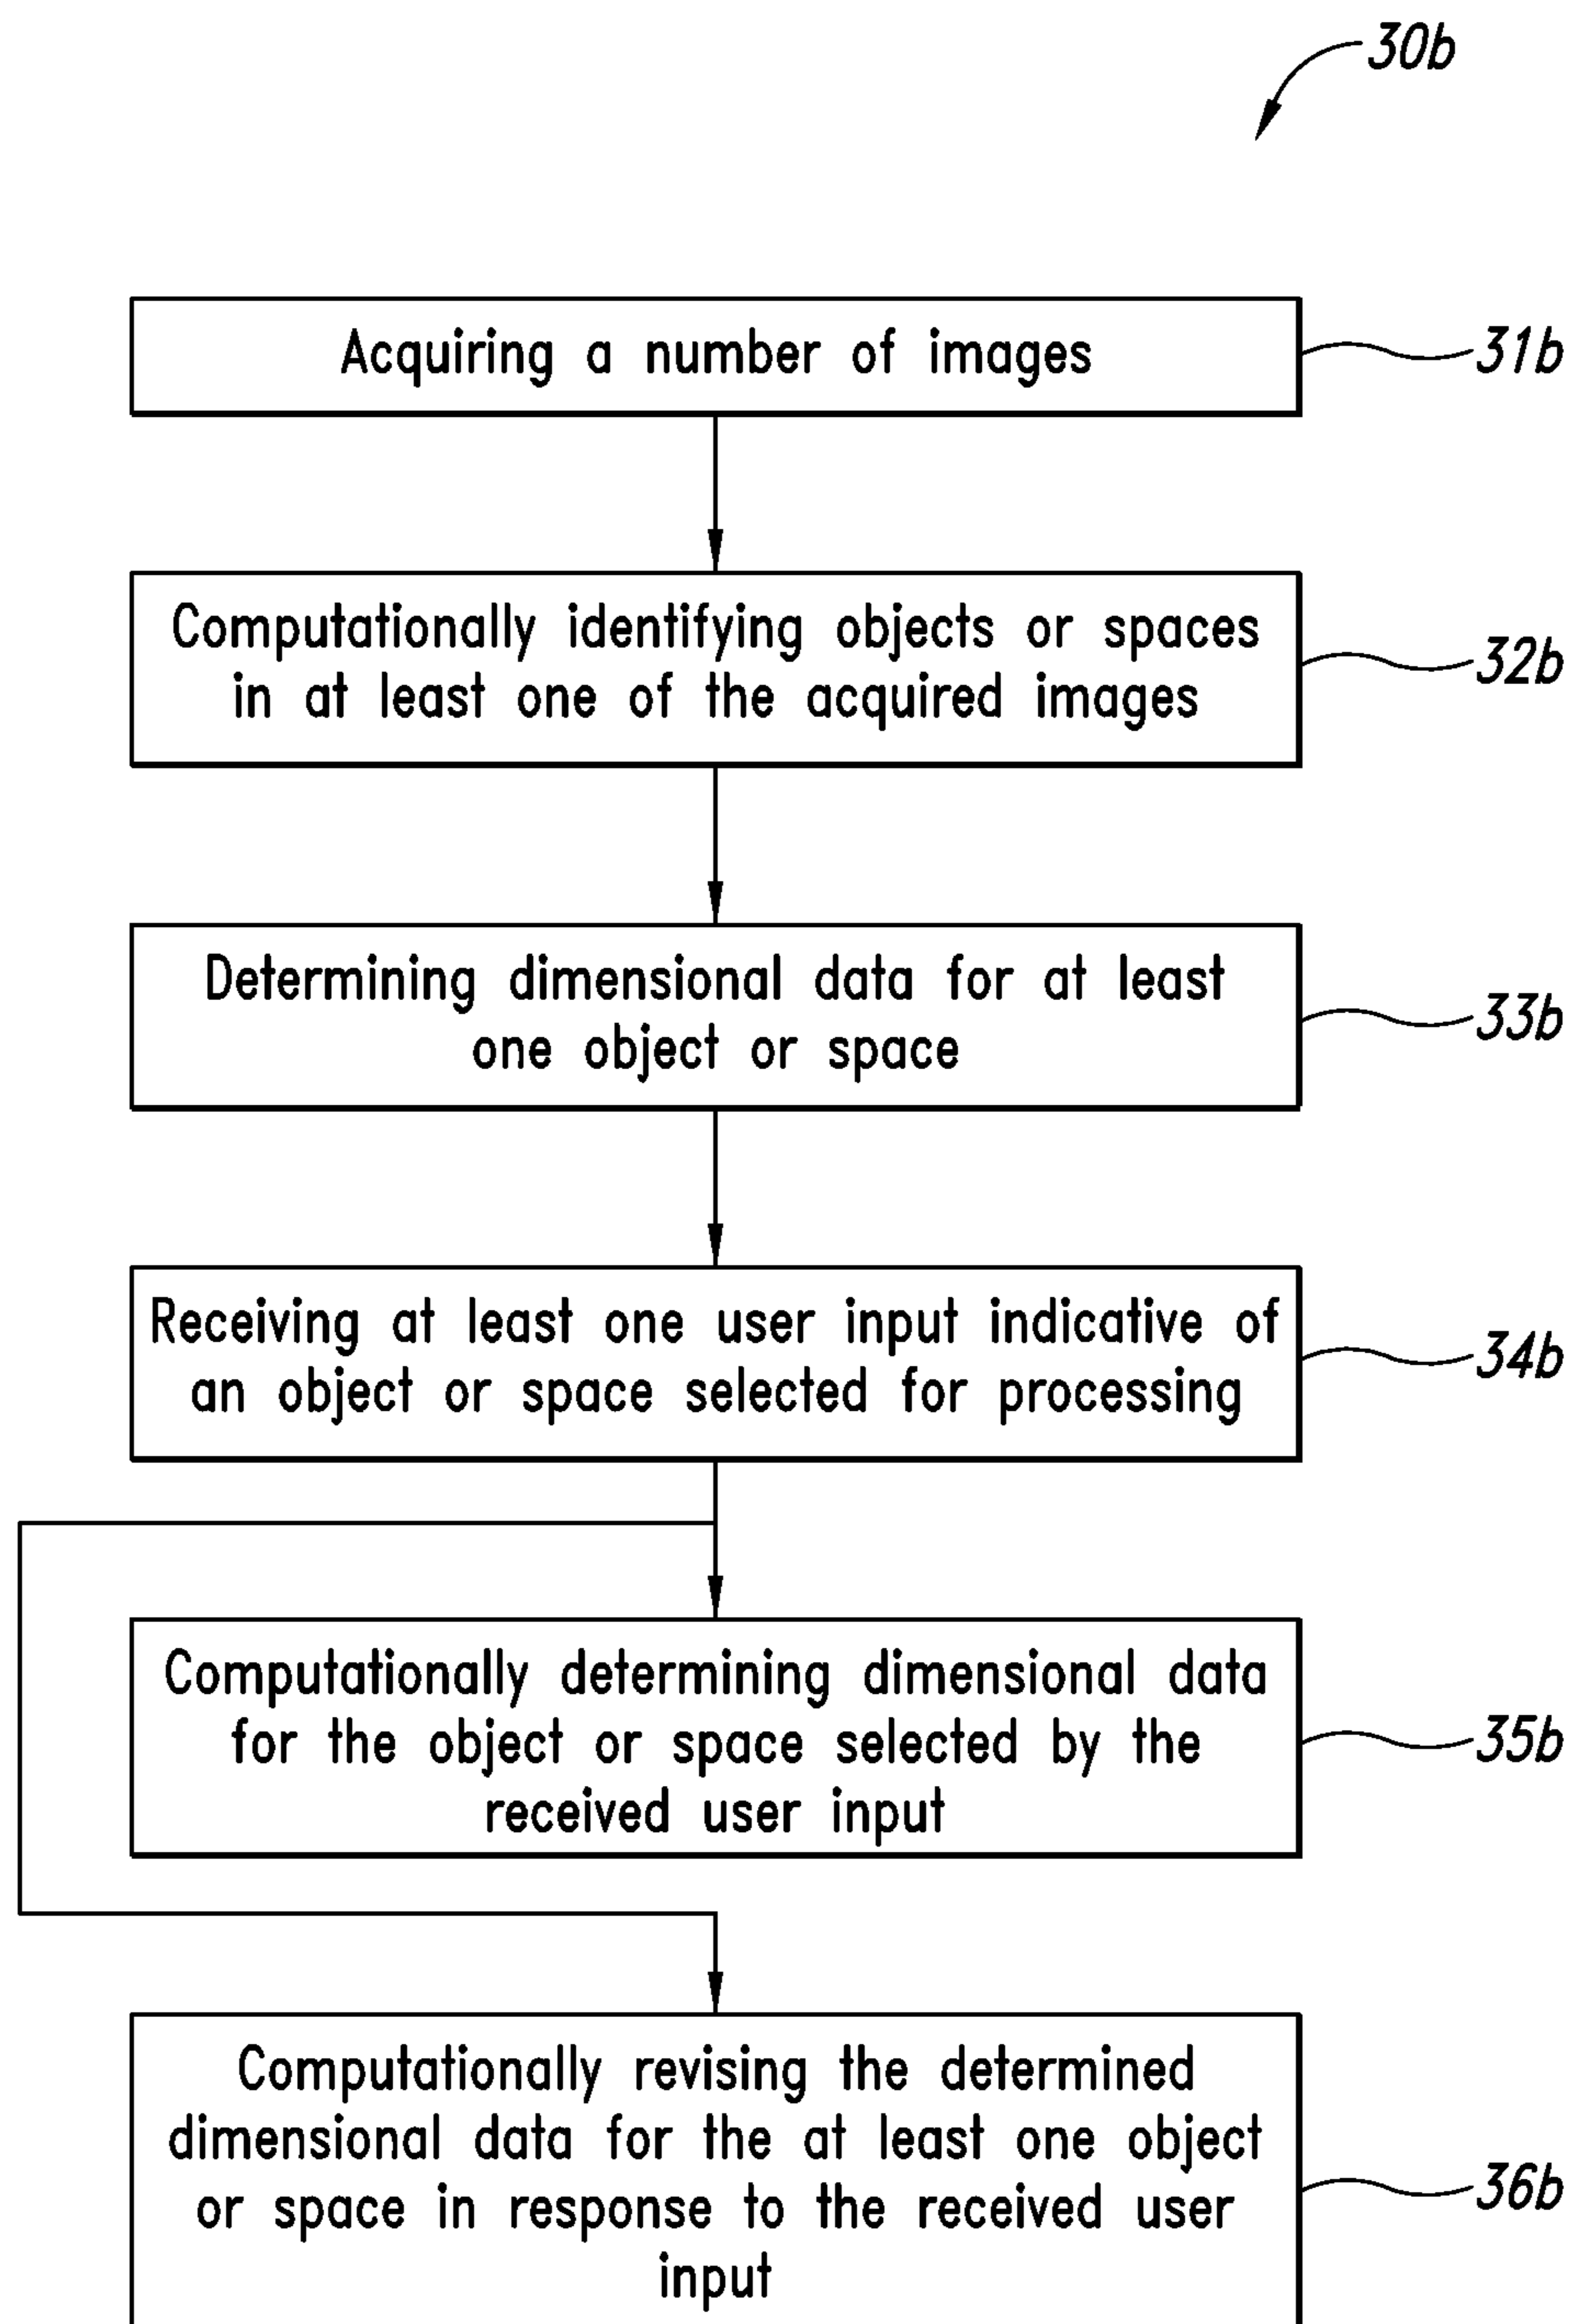 30b
Acquiring a number of images
31b
Computationally identifying objects or spaces
in at least one of the acquired images
32b
Determining dimensional data for at least
one object or space
33b
Receiving at least one user input indicative of
an object or space selected for processing
34b
Computationally determining dimensional data
for the object or space selected by the
received user input
35b
Computationally revising the determined
dimensional data for the at least one object
or space in response to the received user
input
36b